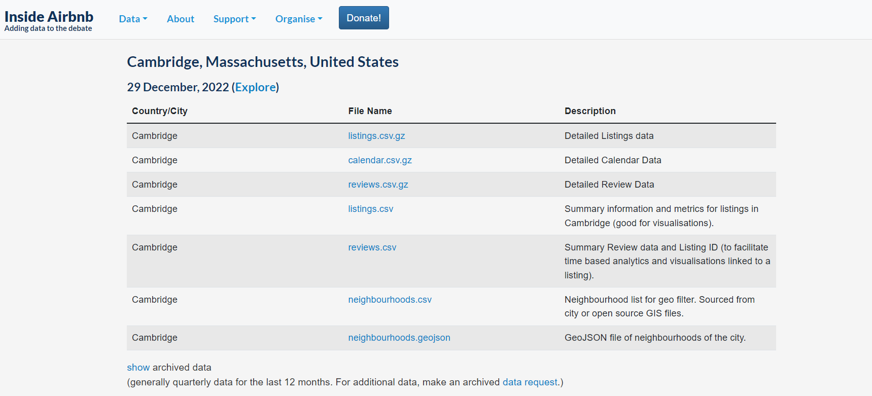 Inside Airbnb
Adding data to the debate
Data About Support Organise Donate!
Cambridge, Massachusetts, United States
29 December, 2022 (Explore)
Country/City File Name Description
Cambridge listings.csv.gz Detailed Listings data
Cambridge calendar.csv.gz Detailed Calendar Data
Cambridge reviews.csv.gz Detailed Review Data
Cambridge listings.csv Summary information and metrics for listings in
Cambridge (good for visualisations).
Cambridge reviews.csv Summary Review data and Listing ID (to facilitate
time based analytics and visualisations linked to a
listing).
Cambridge neighbourhoods.csv Neighbourhood list for geo filter. Sourced from
city or open source GIS files.
Cambridge neighbourhoods.geojson GeoJSON file of neighbourhoods of the city.
show archived data
(generally quarterly data for the last 12 months. For additional data, make an archived data request.)